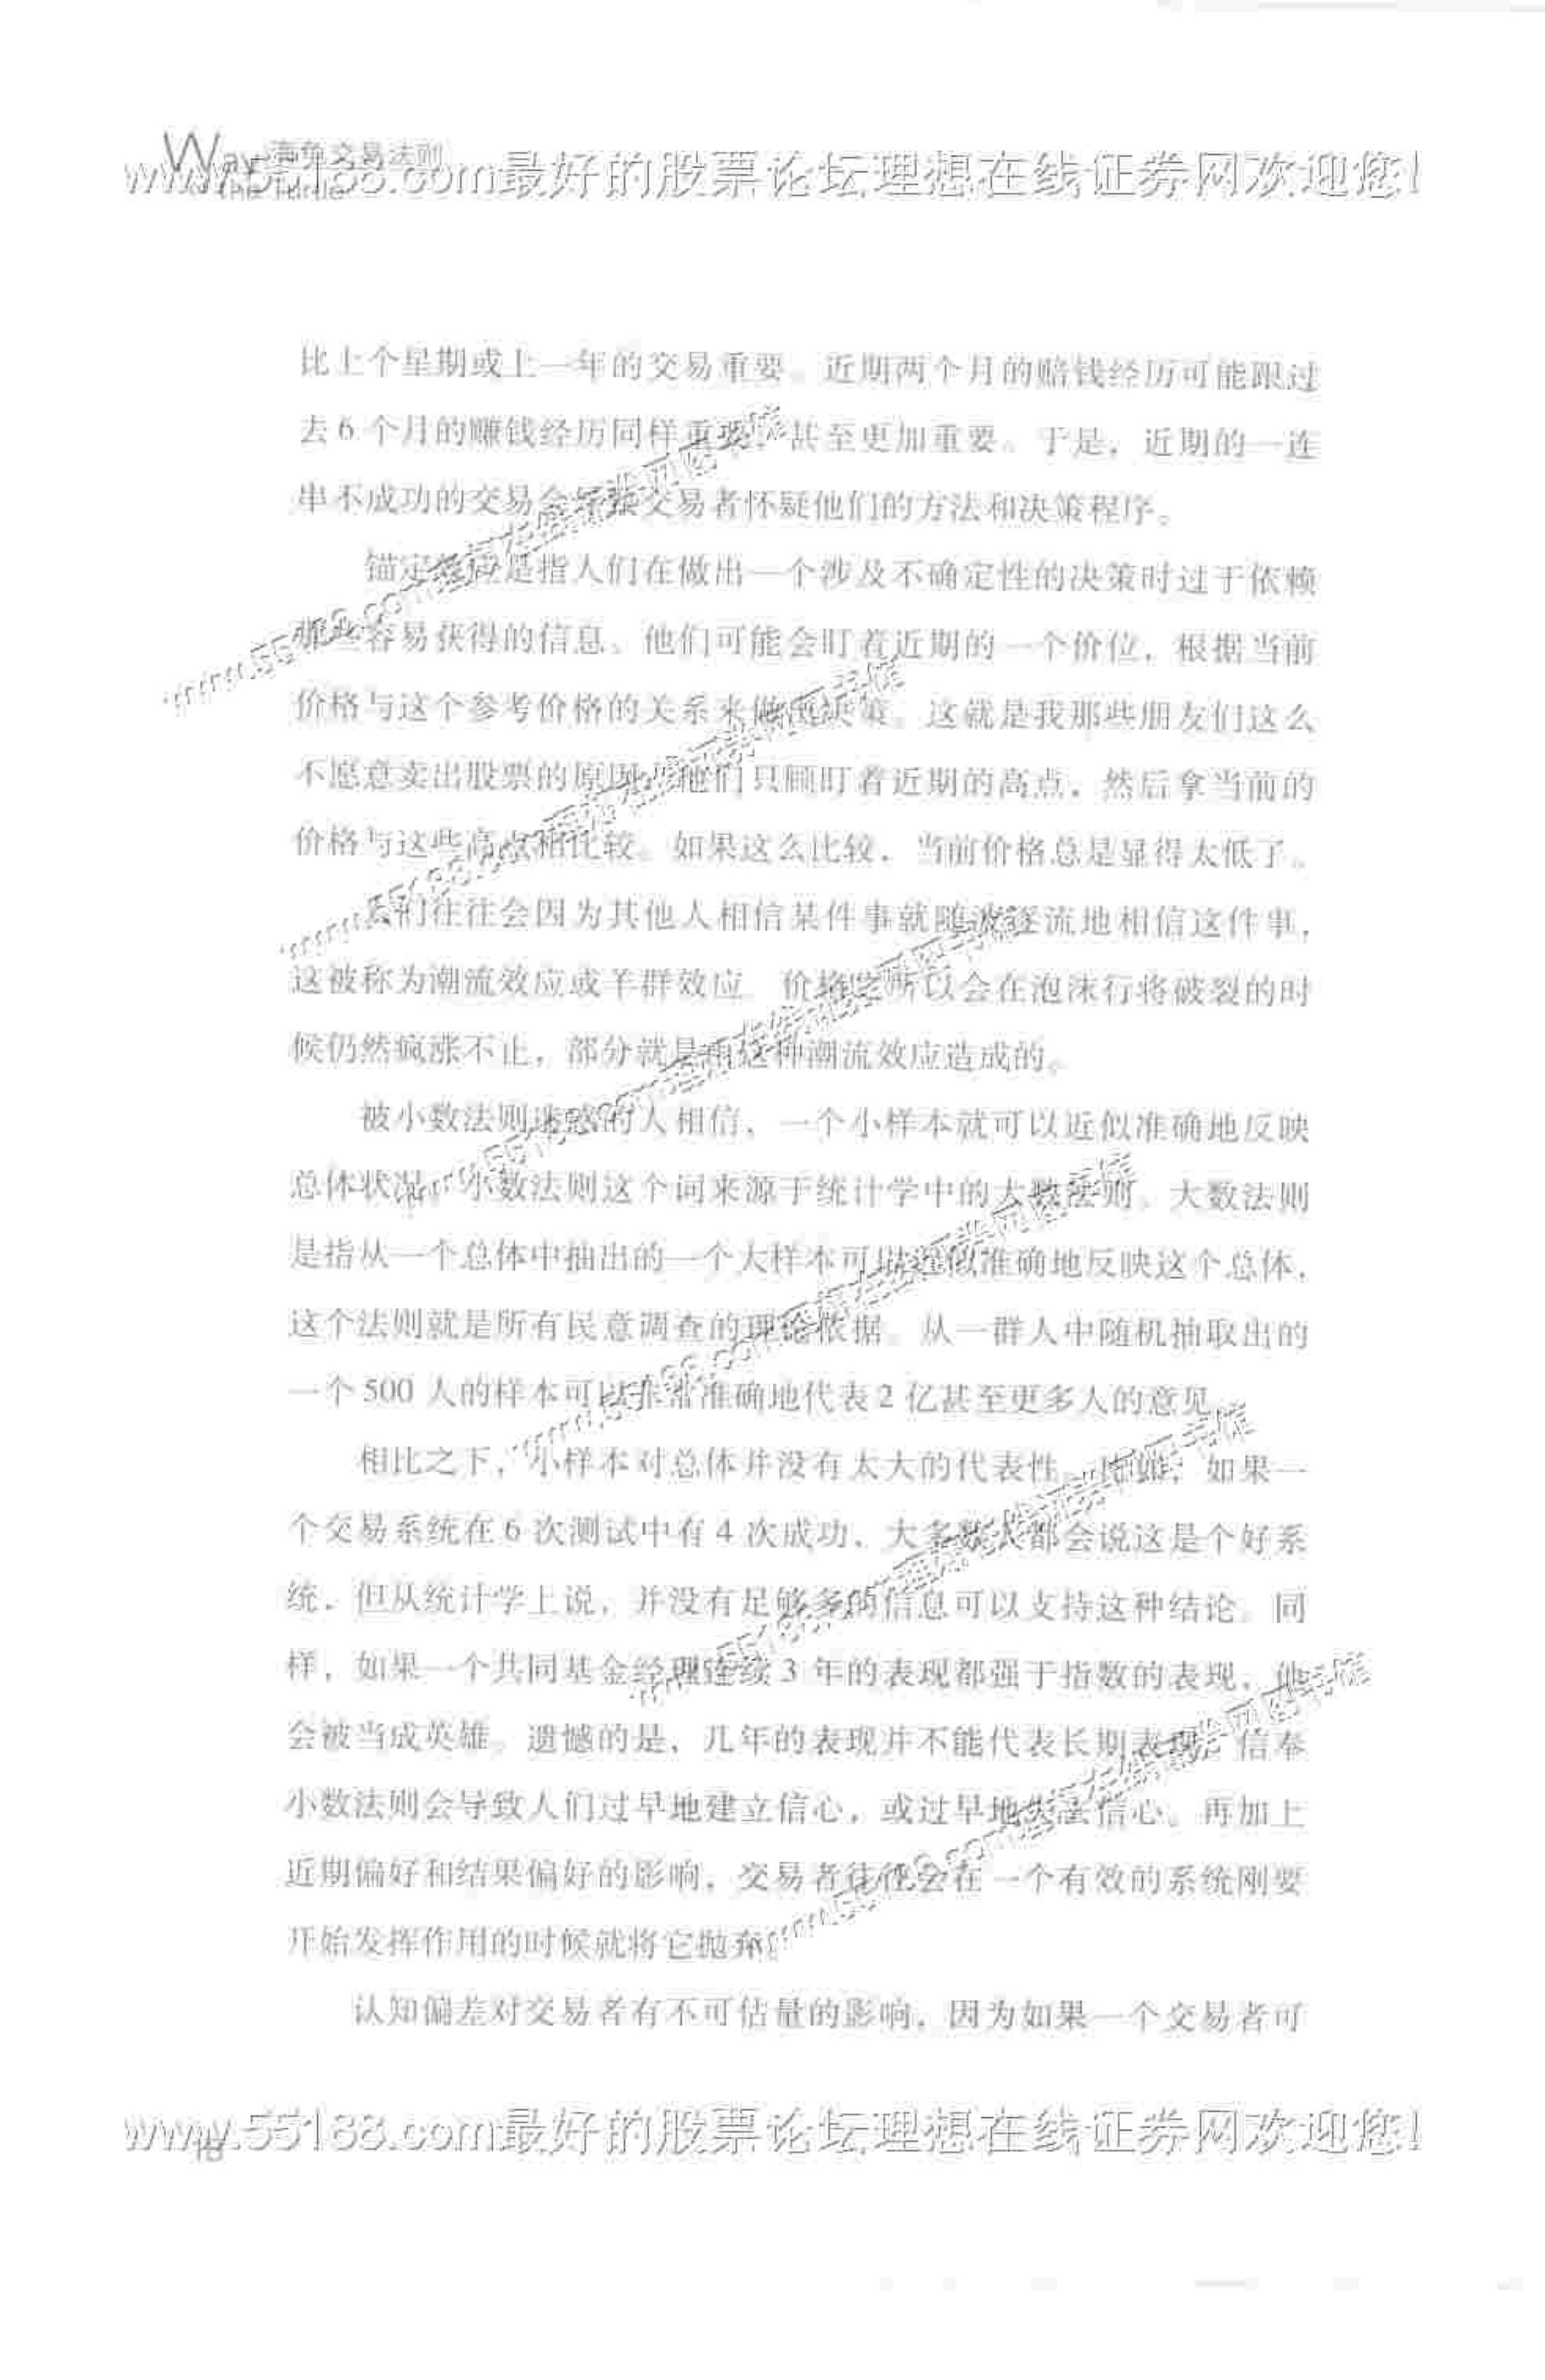 Way 海龟交易法则
www.55188.com最好的股票论坛理想在线证券网欢迎您!
比上个星期或上一年的交易重要。近期两个月的赔钱经历可能跟过
去6个月的赚钱经历同样重要,甚至更加重要。于是,近期的一连
串不成功的交易会导致交易者怀疑他们的方法和决策程序。
锚定效应是指人们在做出一个涉及不确定性的决策时过于依赖
那些容易获得的信息。他们可能会盯着近期的一个价位,根据当前
价格与这个参考价格的关系来做出决策。这就是我那些朋友们这么
不愿意卖出股票的原因:他们只顾盯着近期的高点,然后拿当前的
价格与这些高点相比较。如果这么比较,当前价格总是显得太低了。
人们往往会因为其他人相信某件事就随波逐流地相信这件事,
这被称为潮流效应或羊群效应。价格之所以会在泡沫行将破裂的时
候仍然疯涨不止,部分就是由这种潮流效应造成的。
被小数法则迷惑的人相信,一个小样本就可以近似准确地反映
总体状况。小数法则这个词来源于统计学中的大数法则。大数法则
是指从一个总体中抽出的一个大样本可以近似准确地反映这个总体,
这个法则就是所有民意调查的理论依据。从一群人中随机抽取出的
一个500人的样本可以非常准确地代表2亿甚至更多人的意见。
相比之下,小样本对总体并没有太大的代表性。比如,如果一
个交易系统在6次测试中有4次成功,大多数人都会说这是个好系
统,但从统计学上说,并没有足够多的信息可以支持这种结论。同
样,如果一个共同基金经理连续3年的表现都强于指数的表现,他
会被当成英雄。遗憾的是,几年的表现并不能代表长期表现。信奉
小数法则会导致人们过早地建立信心,或过早地失去信心。再加上
近期偏好和结果偏好的影响,交易者往往会在一个有效的系统刚要
开始发挥作用的时候就将它抛弃。
认知偏差对交易者有不可估量的影响,因为如果一个交易者可
www.55188.com最好的股票论坛理想在线证券网欢迎您!